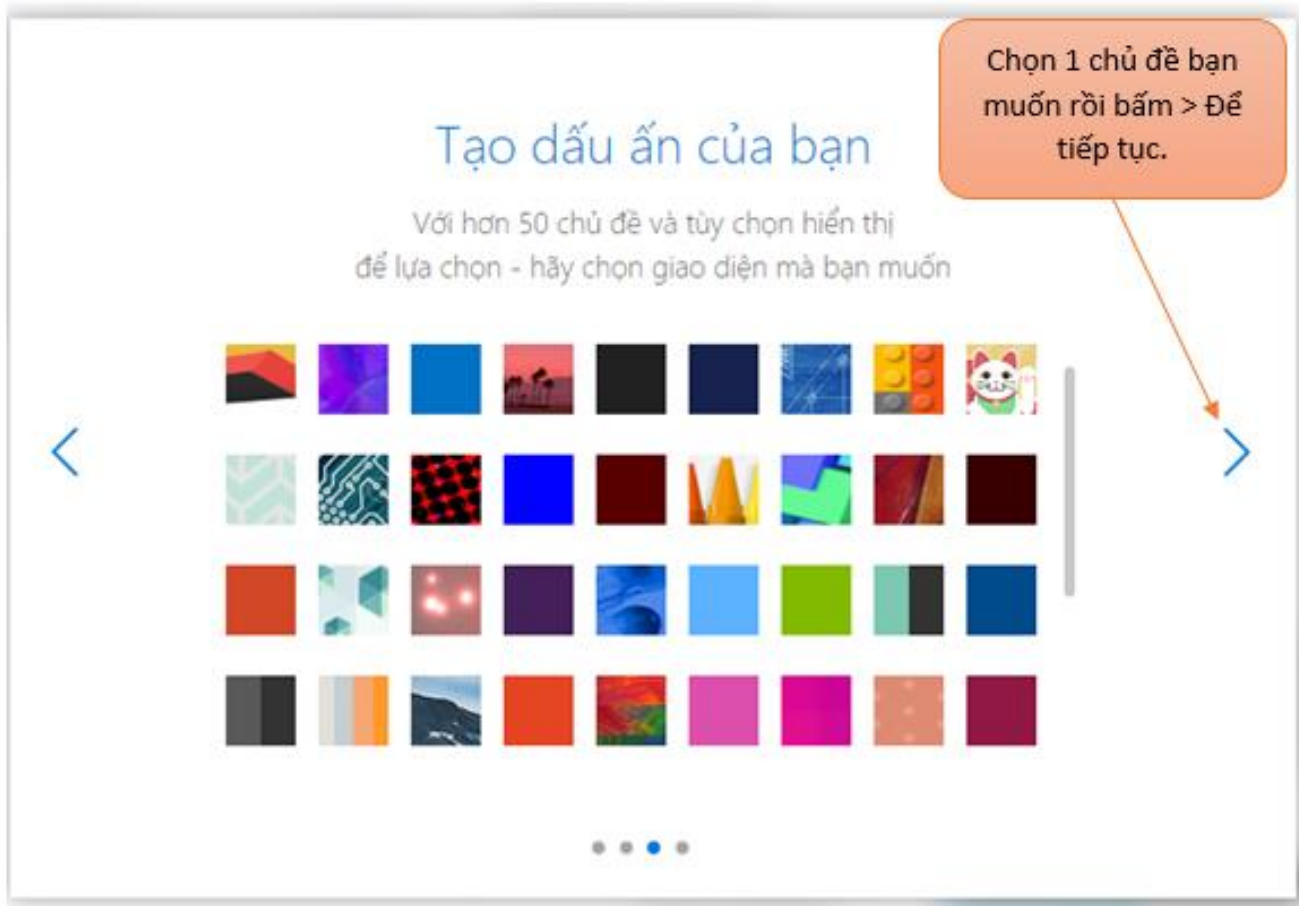 Chọn 1 chủ đề bạn
muốn rồi bấm > Để
tiếp tục.
Tạo dấu ấn của bạn
Với hơn 50 chủ đề và tùy chọn hiển thị
để lựa chọn - hãy chọn giao diện mà bạn muốn